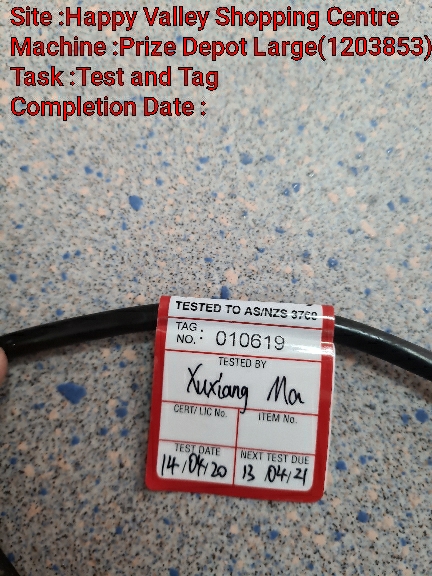 Site :Happy Valley Shopping Centre
Machine :Prize Depot Large(1203853)
Task :Test and Tag
Completion Date :
TESTED TO AS/NZS 3760
TAG
NO. : 010619
TESTED BY
Xuxiang Ma
CERT/ LIC No. ITEM No.
TEST DATE NEXT TEST DUE
14/04/20 13/04/21